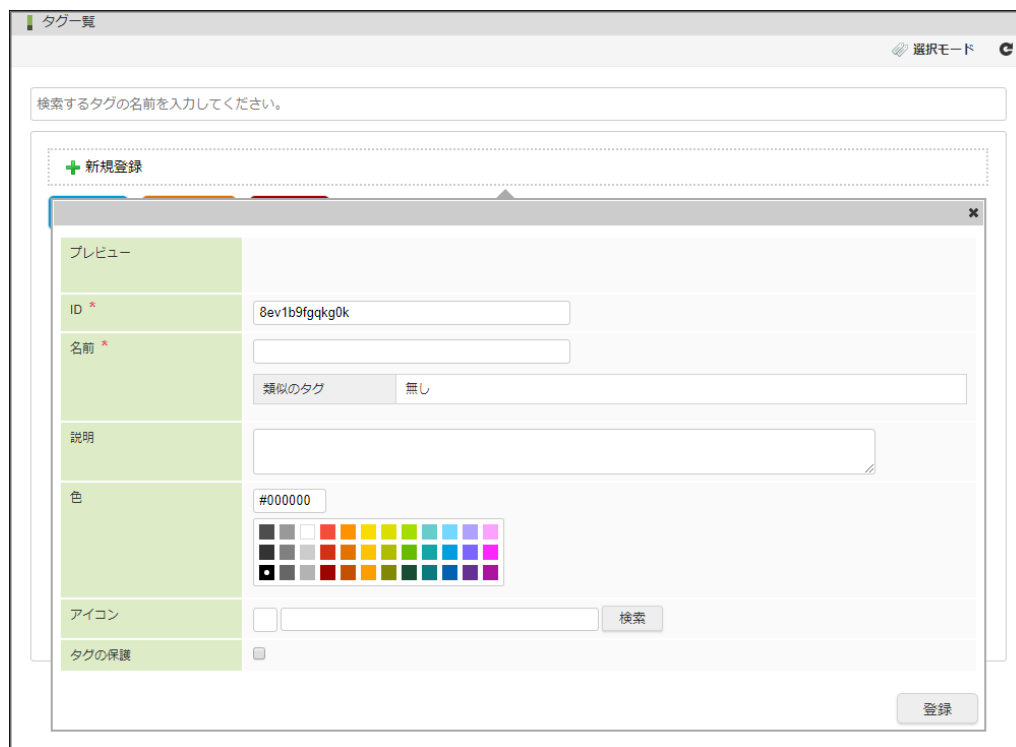 タグ一覧
選択モード
検索するタグの名前を入力してください。
新規登録
プレビュー
ID *
8ev1b9fgqkg0k
名前 *
類似のタグ 無し
説明
色
#000000
アイコン
検索
タグの保護
登録